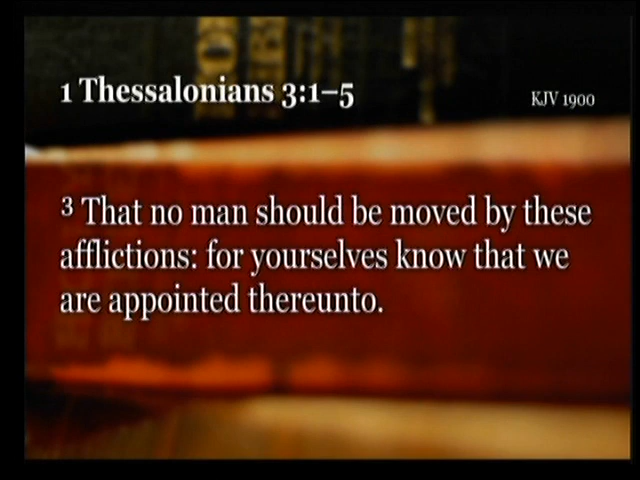 1 Thessalonians 3:1–5
KJV 1900
3 That no man should be moved by these
afflictions: for yourselves know that we
are appointed thereunto.